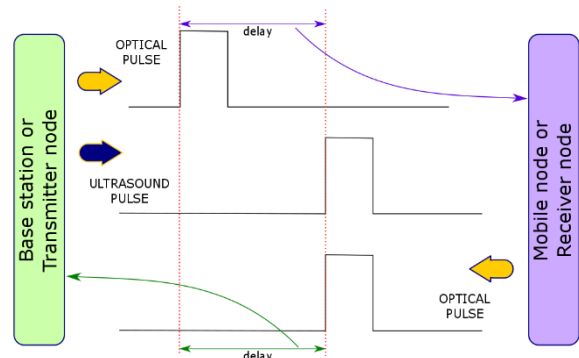 delay
OPTICAL
PULSE
Base station or
Transmitter node
Mobile node or
Receiver node
ULTRASOUND
PULSE
OPTICAL
PULSE
delay